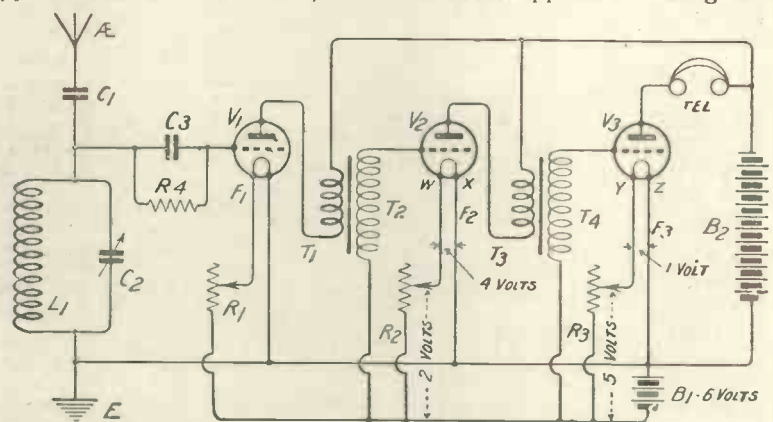 Æ
C1
C3
V1
V2
V3
TEL
R4
F1
W
X
Y
Z
T1
T2
F2
T3
T4
F3
B2
L1
C2
R1
R2
R3
4 VOLTS
1 VOLT
2 VOLTS
5 VOLTS
E
B1·6 VOLTS